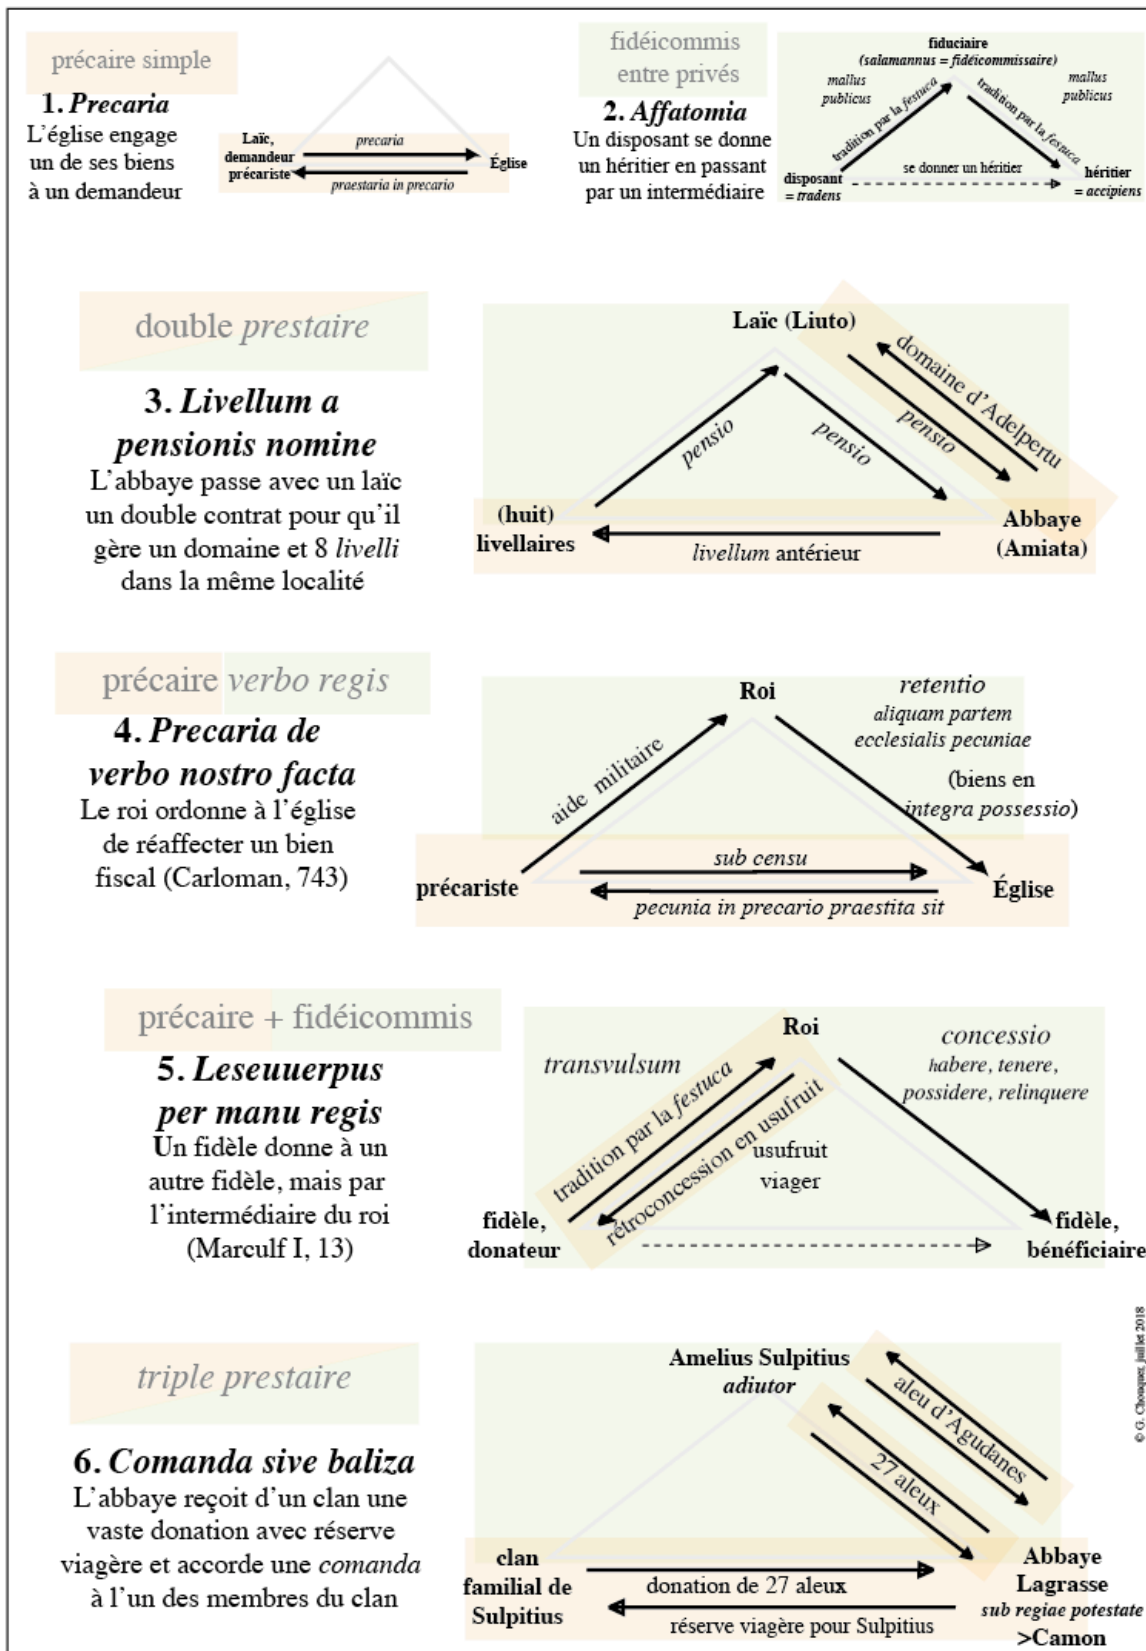 précaire simple
1. Precaria
L'église engage
un de ses biens
à un demandeur
Laïc,
demandeur
précariste
precaria
praestaria in precario
Église
fidéicommis
entre privés
2. Affatomia
Un disposant se donne
un héritier en passant
par un intermédiaire
fiduciaire
(salamannus = fidéicommissaire)
mallus
publicus
mallus
publicus
tradition par la festuca
tradition par la festuca
se donner un héritier
disposant
= tradens
héritier
= accipiens
double prestaire
3. Livellum a
pensionis nomine
L'abbaye passe avec un laïc
un double contrat pour qu'il
gère un domaine et 8 livelli
dans la même localité
Laïc (Liuto)
domaine d'Adelpertu
pensio
pensio
pensio
(huit)
livellaires
livellum antérieur
Abbaye
(Amiata)
précaire verbo regis
4. Precaria de
verbo nostro facta
Le roi ordonne à l'église
de réaffecter un bien
fiscal (Carloman, 743)
Roi
retentio
aliquam partem
ecclesialis pecuniae
(biens en
integra possessio)
aide militaire
précariste
sub censu
pecunia in precario praestita sit
Église
précaire + fidéicommis
5. Leseuuerpus
per manu regis
Un fidèle donne à un
autre fidèle, mais par
l'intermédiaire du roi
(Marculf I, 13)
Roi
transvulsum
concessio
habere, tenere,
possidere, relinquere
tradition par la festuca
rétroconcession en usufruit
usufruit
viager
fidèle,
donateur
fidèle,
bénéficiaire
© G. Chouquer, juillet 2018
triple prestaire
6. Comanda sive baliza
L'abbaye reçoit d'un clan une
vaste donation avec réserve
viagère et accorde une comanda
à l'un des membres du clan
Amelius Sulpitius
adiutor
aleu d'Agudanes
27 aleux
clan
familial de
Sulpitius
donation de 27 aleux
réserve viagère pour Sulpitius
Abbaye
Lagrasse
sub regiae potestate
>Camon